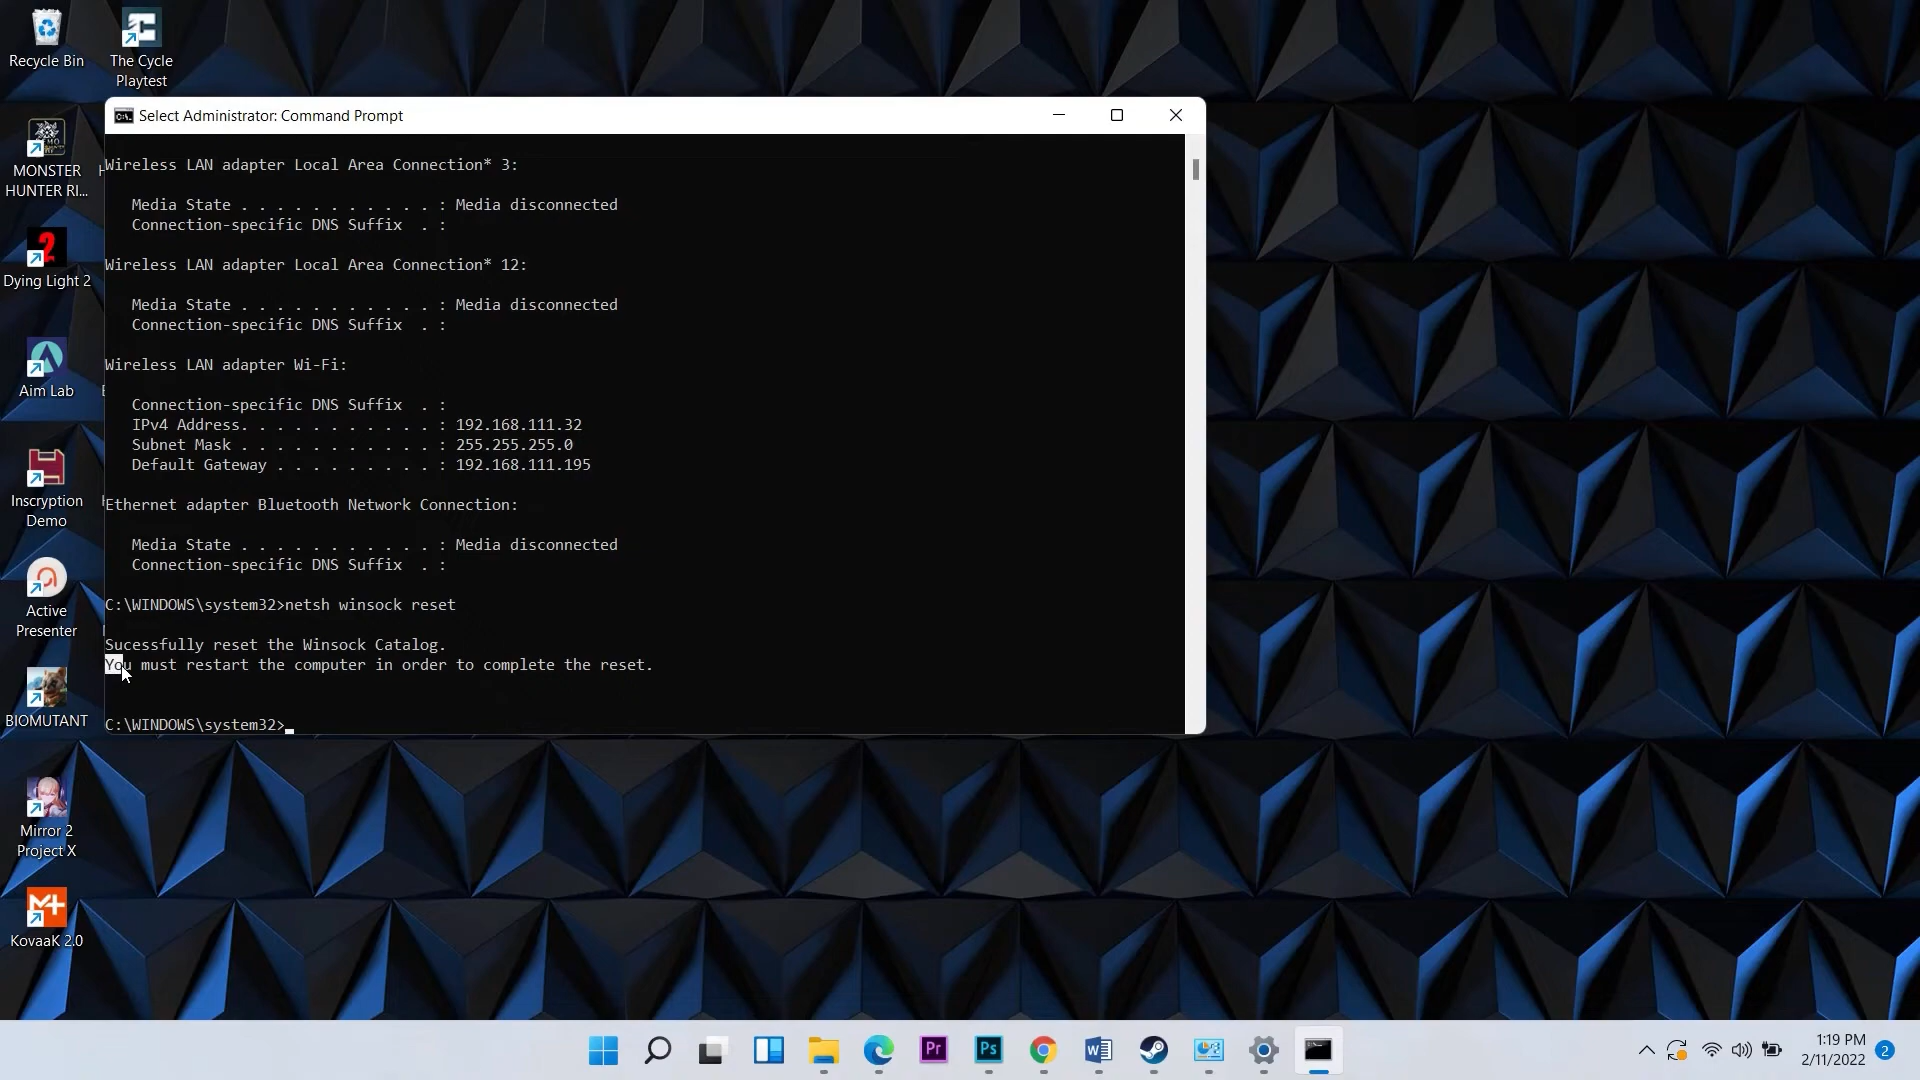 Recycle Bin
The Cycle
Playtest
MONSTER
HUNTER RI...
Dying Light 2
Aim Lab
Inscryption
Demo
Active
Presenter
BIOMUTANT
Mirror 2
Project X
KovaaK 2.0
Select Administrator: Command Prompt
Wireless LAN adapter Local Area Connection* 3:
Media State . . . . . . . . . . . : Media disconnected
Connection-specific DNS Suffix  . :
Wireless LAN adapter Local Area Connection* 12:
Media State . . . . . . . . . . . : Media disconnected
Connection-specific DNS Suffix  . :
Wireless LAN adapter Wi-Fi:
Connection-specific DNS Suffix  . :
IPv4 Address. . . . . . . . . . . : 192.168.111.32
Subnet Mask . . . . . . . . . . . : 255.255.255.0
Default Gateway . . . . . . . . . : 192.168.111.195
Ethernet adapter Bluetooth Network Connection:
Media State . . . . . . . . . . . : Media disconnected
Connection-specific DNS Suffix  . :
C:\WINDOWS\system32>netsh winsock reset
Sucessfully reset the Winsock Catalog.
You must restart the computer in order to complete the reset.
C:\WINDOWS\system32>
Pr
Ps
W
1:19 PM
2/11/2022
2